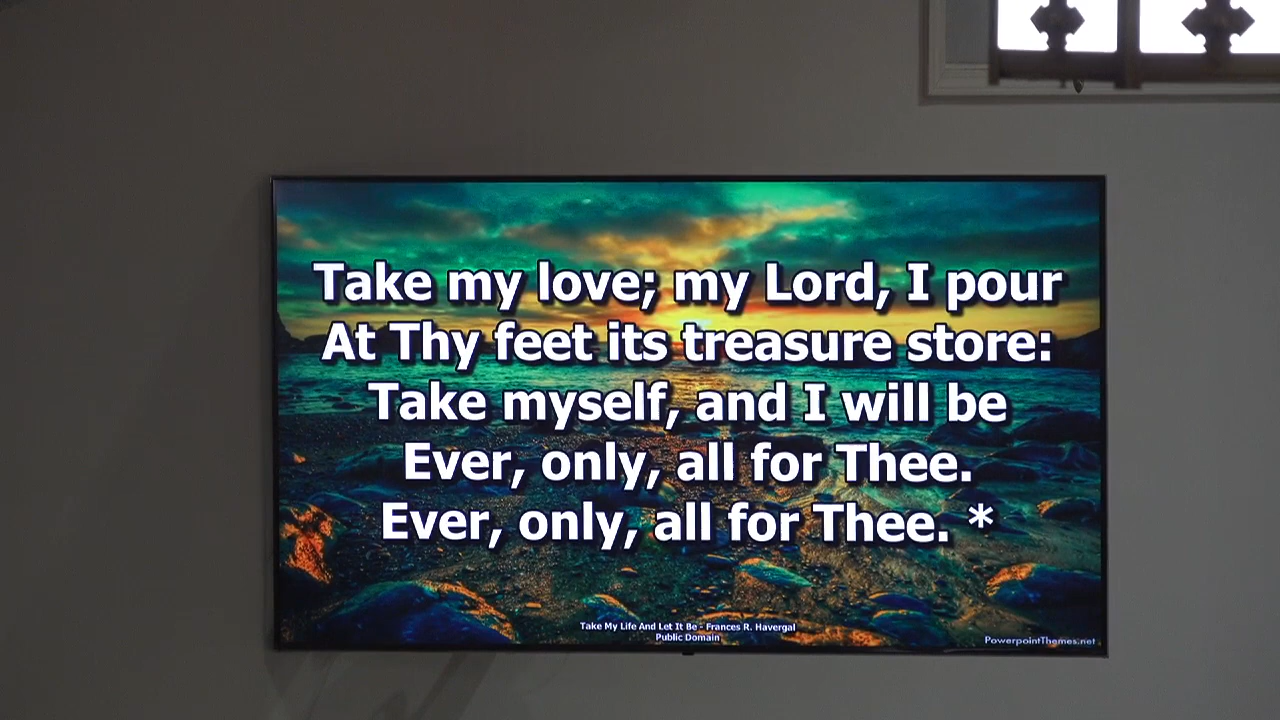 Take my love; my Lord, I pour
At Thy feet its treasure store:
Take myself, and I will be
Ever, only, all for Thee.
Ever, only, all for Thee. *
Take My Life And Let It Be - Frances R. Havergal
Public Domain
PowerpointThemes.net